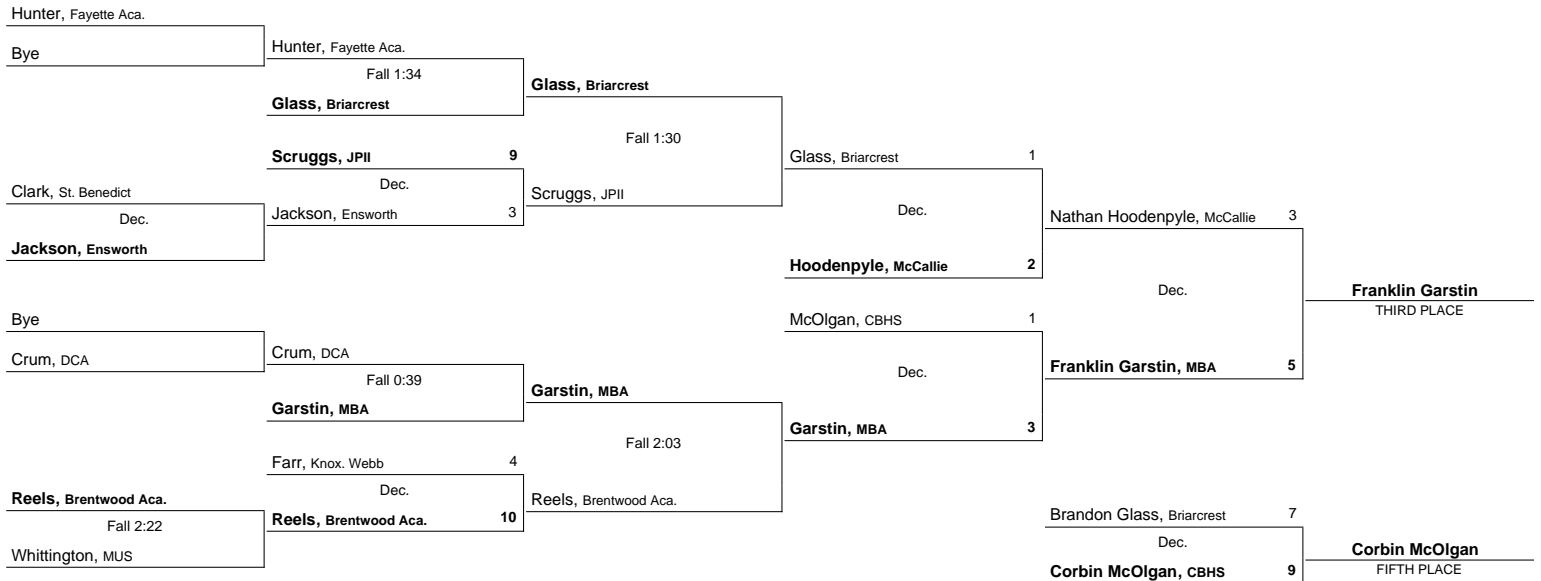 Hunter, Fayette Aca.
Bye
Hunter, Fayette Aca.
Fall 1:34
Glass, Briarcrest
Glass, Briarcrest
Fall 1:30
Scruggs, JPII 9
Dec.
Jackson, Ensworth 3
Scruggs, JPII
Clark, St. Benedict
Dec.
Jackson, Ensworth
Glass, Briarcrest 1
Dec.
Hoodenpyle, McCallie 2
Nathan Hoodenpyle, McCallie 3
Dec.
Franklin Garstin, MBA 5
Franklin Garstin
THIRD PLACE
Bye
Crum, DCA
Crum, DCA
Fall 0:39
Garstin, MBA
Garstin, MBA
Fall 2:03
McOlgan, CBHS 1
Dec.
Garstin, MBA 3
Farr, Knox. Webb 4
Dec.
Reels, Brentwood Aca. 10
Reels, Brentwood Aca.
Reels, Brentwood Aca.
Fall 2:22
Whittington, MUS
Brandon Glass, Briarcrest 7
Dec.
Corbin McOlgan, CBHS 9
Corbin McOlgan
FIFTH PLACE